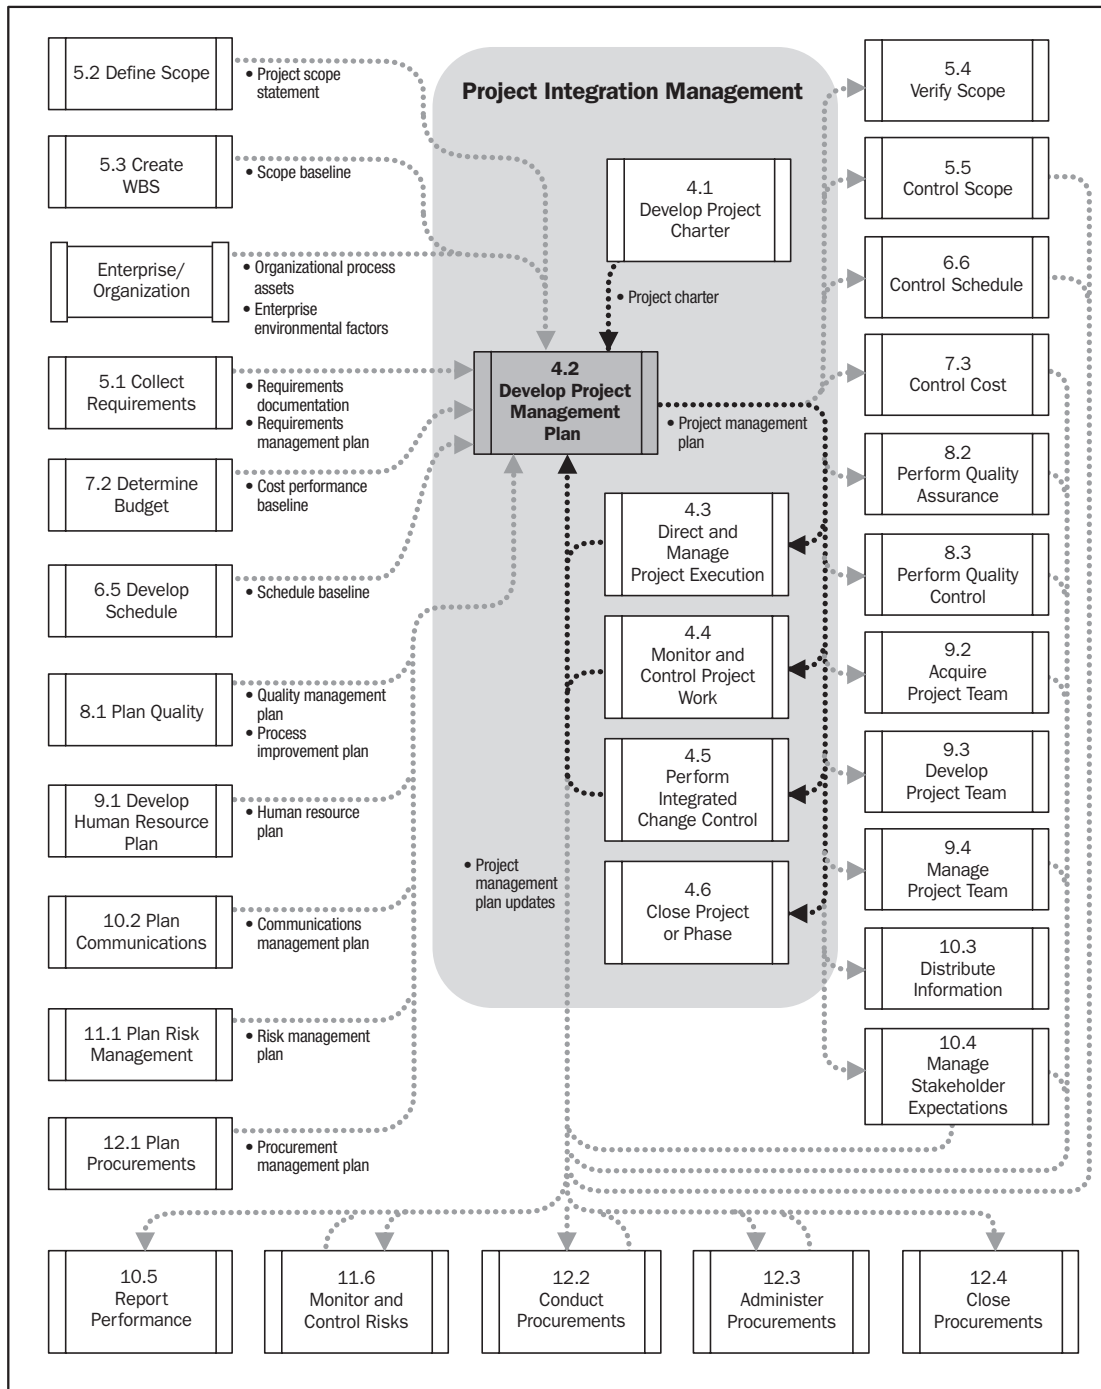 5.2 Define Scope
• Project scope
statement
5.3 Create
WBS
• Scope baseline
Enterprise/
Organization
• Organizational process
assets
• Enterprise
environmental factors
5.1 Collect
Requirements
• Requirements
documentation
• Requirements
management plan
7.2 Determine
Budget
• Cost performance
baseline
6.5 Develop
Schedule
• Schedule baseline
8.1 Plan Quality
• Quality management
plan
• Process
improvement plan
9.1 Develop
Human Resource
Plan
• Human resource
plan
10.2 Plan
Communications
• Communications
management plan
11.1 Plan Risk
Management
• Risk management
plan
12.1 Plan
Procurements
• Procurement
management plan
Project Integration Management
4.1
Develop Project
Charter
• Project charter
4.2
Develop Project
Management
Plan
• Project management
plan
4.3
Direct and
Manage
Project Execution
4.4
Monitor and
Control Project
Work
4.5
Perform
Integrated
Change Control
• Project
management
plan updates
4.6
Close Project
or Phase
5.4
Verify Scope
5.5
Control Scope
6.6
Control Schedule
7.3
Control Cost
8.2
Perform Quality
Assurance
8.3
Perform Quality
Control
9.2
Acquire
Project Team
9.3
Develop
Project Team
9.4
Manage
Project Team
10.3
Distribute
Information
10.4
Manage
Stakeholder
Expectations
10.5
Report
Performance
11.6
Monitor and
Control Risks
12.2
Conduct
Procurements
12.3
Administer
Procurements
12.4
Close
Procurements